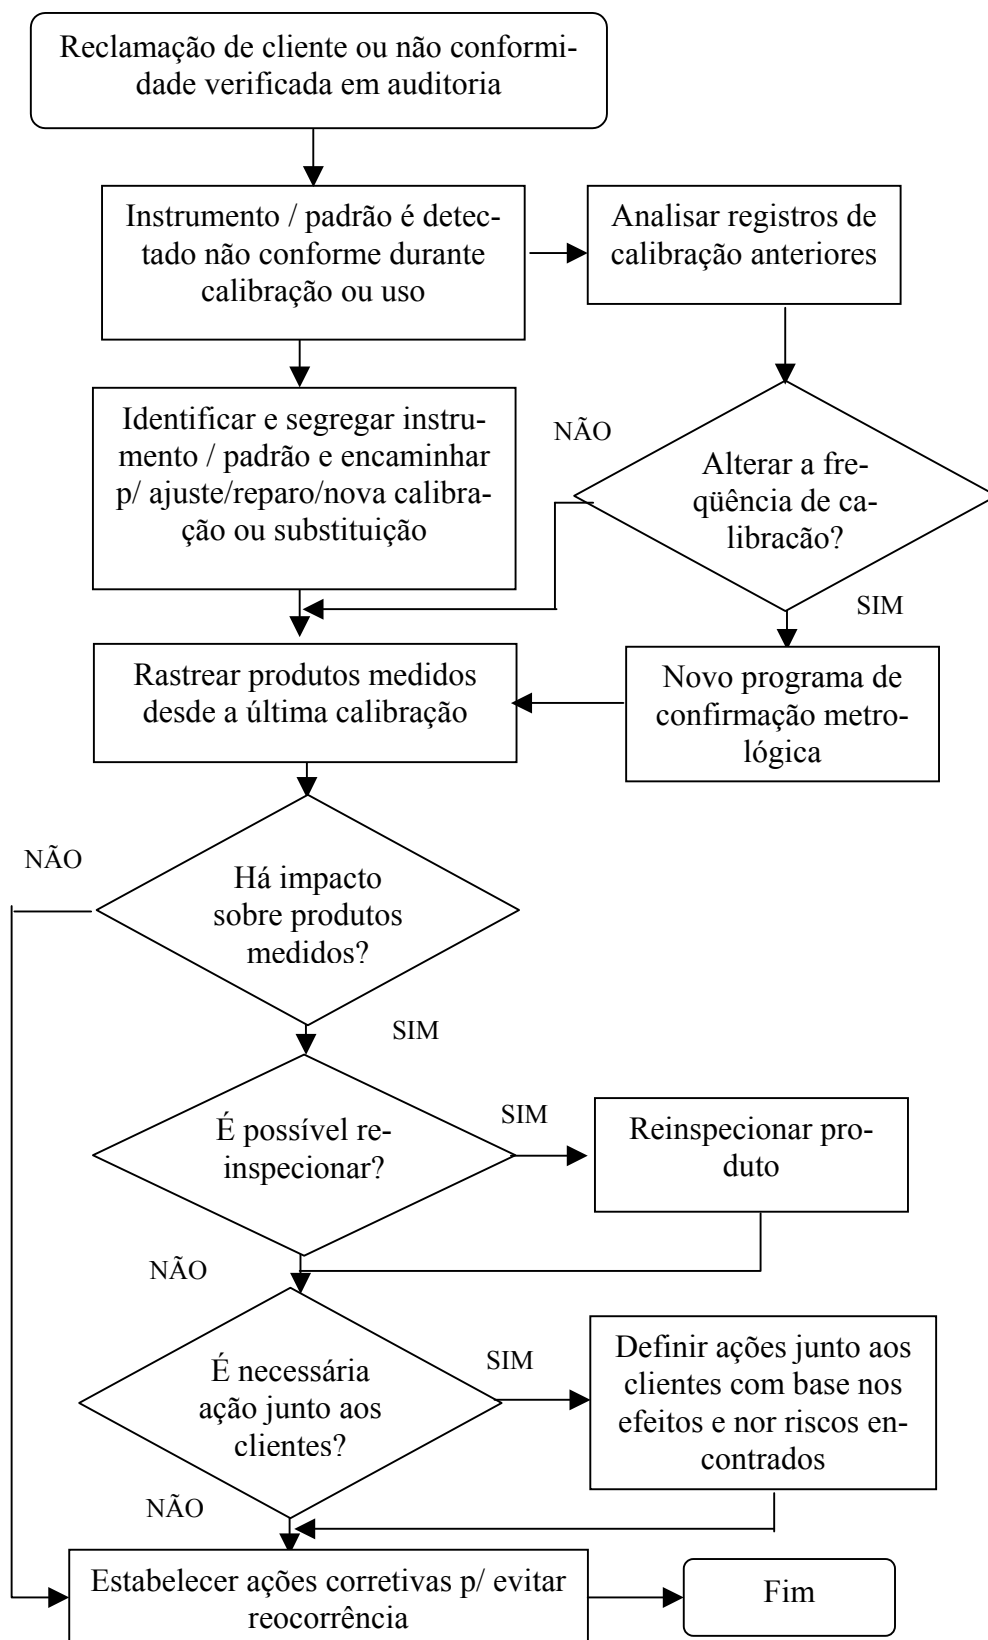 Reclamação de cliente ou não conformi-
dade verificada em auditoria
Instrumento / padrão é detec-
tado não conforme durante
calibração ou uso
Analisar registros de
calibração anteriores
Identificar e segregar instru-
mento / padrão e encaminhar
p/ ajuste/reparo/nova calibra-
ção ou substituição
NÃO
Alterar a fre-
qüência de ca-
libracão?
SIM
Rastrear produtos medidos
desde a última calibração
Novo programa de
confirmação metro-
lógica
NÃO
Há impacto
sobre produtos
medidos?
SIM
É possível re-
inspecionar?
SIM
Reinspecionar pro-
duto
NÃO
É necessária
ação junto aos
clientes?
SIM
Definir ações junto aos
clientes com base nos
efeitos e nor riscos en-
contrados
NÃO
Estabelecer ações corretivas p/ evitar
reocorrência
Fim